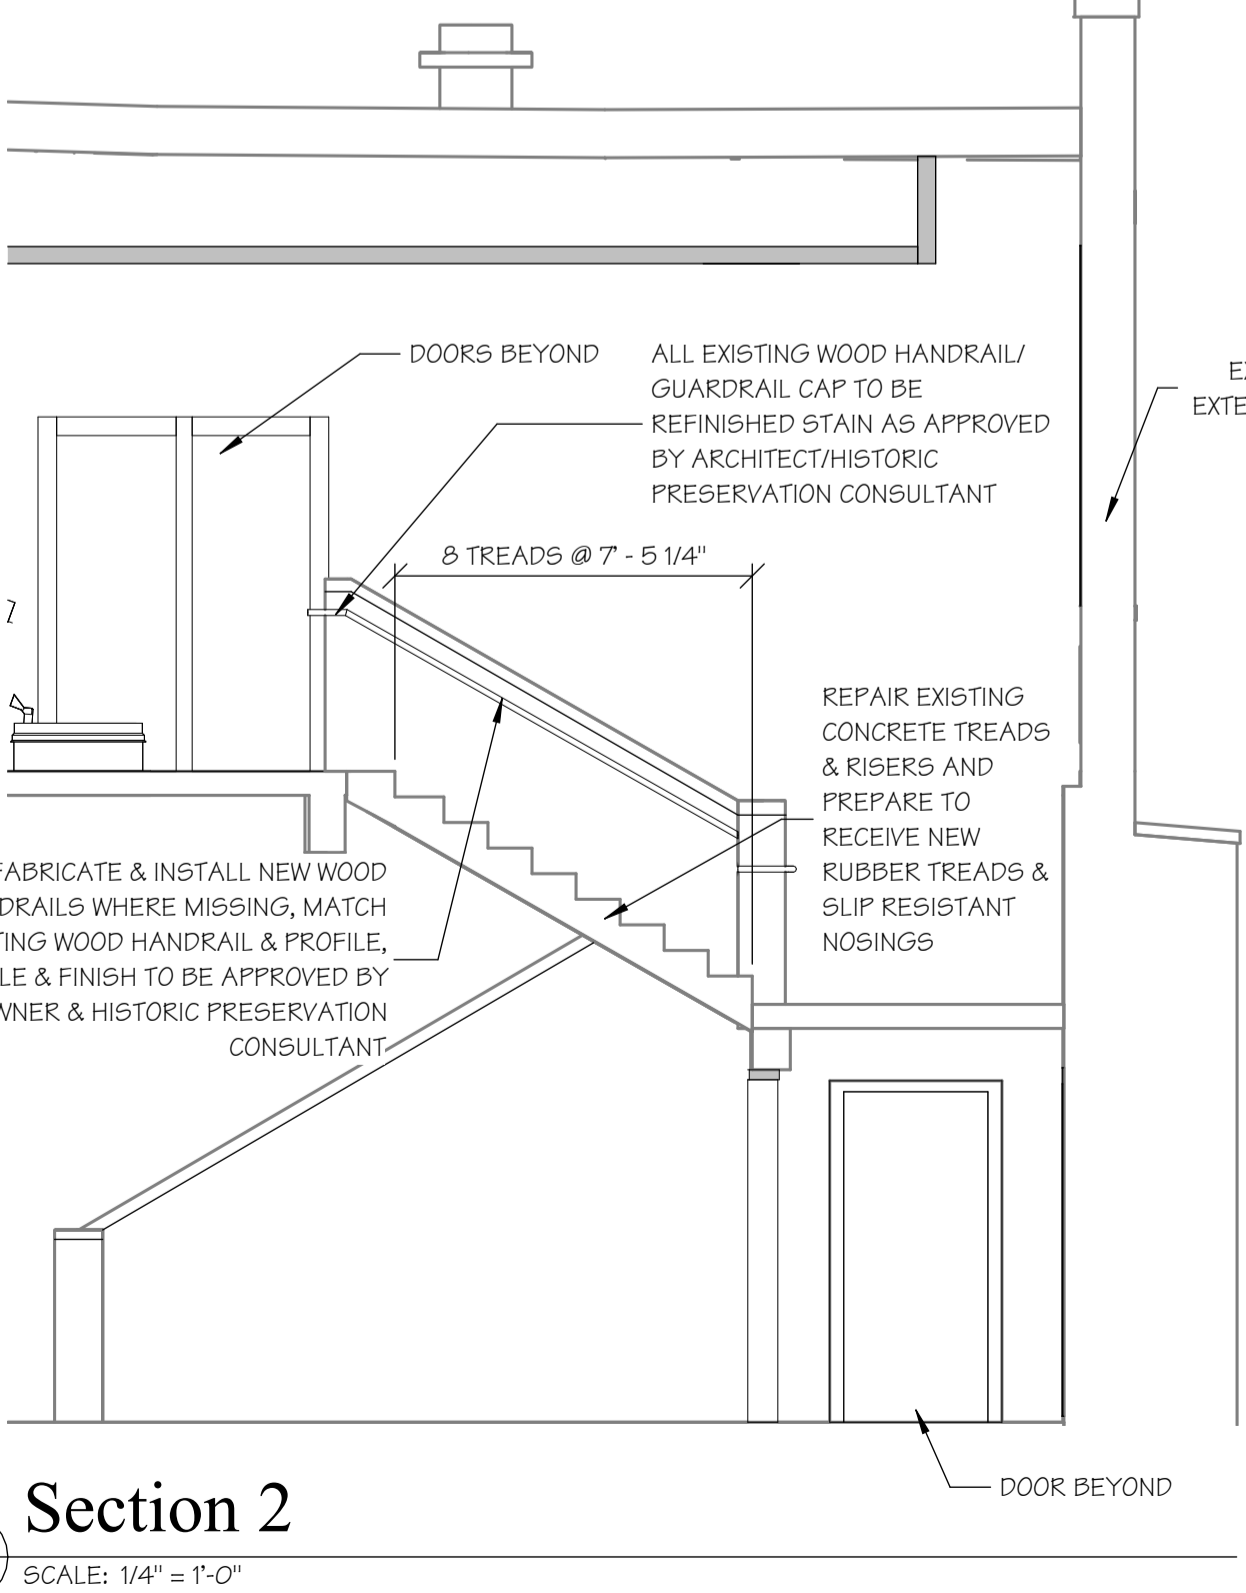 DOORS BEYOND
ALL EXISTING WOOD HANDRAIL/
GUARDRAIL CAP TO BE
REFINISHED STAIN AS APPROVED
BY ARCHITECT/HISTORIC
PRESERVATION CONSULTANT
8 TREADS @ 7' - 5 1/4"
REPAIR EXISTING
CONCRETE TREADS
& RISERS AND
PREPARE TO
RECEIVE NEW
RUBBER TREADS &
SLIP RESISTANT
NOSINGS
FABRICATE & INSTALL NEW WOOD
DRAILS WHERE MISSING, MATCH
TING WOOD HANDRAIL & PROFILE,
LE & FINISH TO BE APPROVED BY
WNER & HISTORIC PRESERVATION
CONSULTANT
EXTE
DOOR BEYOND
Section 2
SCALE: 1/4" = 1'-0"